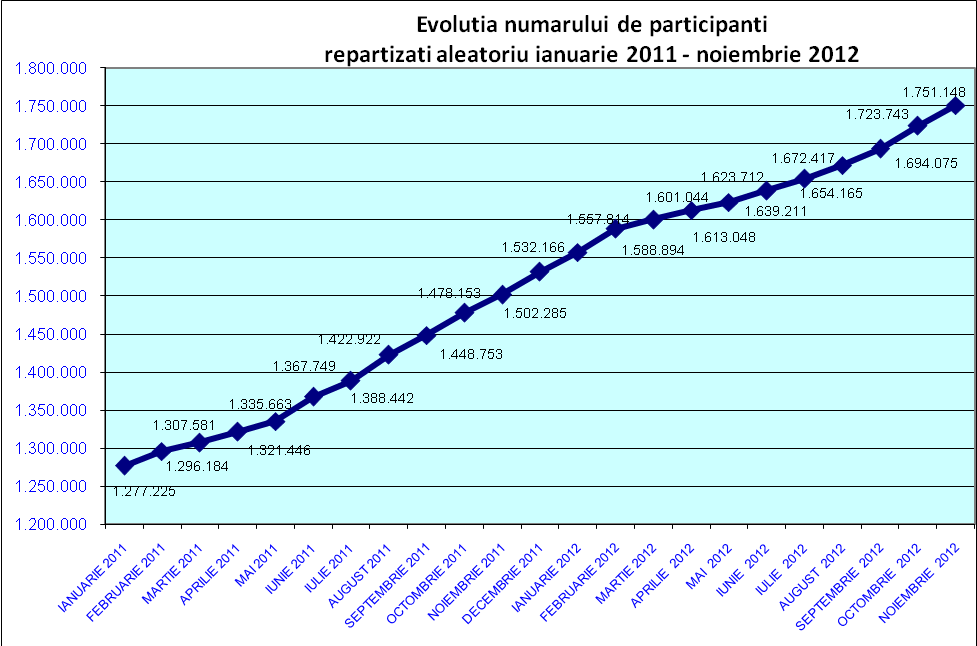 Evolutia numarului de participanti
repartizati aleatoriu ianuarie 2011 - noiembrie 2012
1.800.000
1.750.000
1.700.000
1.650.000
1.600.000
1.550.000
1.500.000
1.450.000
1.400.000
1.350.000
1.300.000
1.250.000
1.200.000
1.277.225
1.296.184
1.307.581
1.321.446
1.335.663
1.367.749
1.388.442
1.422.922
1.448.753
1.478.153
1.502.285
1.532.166
1.557.814
1.588.894
1.601.044
1.613.048
1.623.712
1.639.211
1.654.165
1.672.417
1.694.075
1.723.743
1.751.148
IANUARIE 2011
FEBRUARIE 2011
MARTIE 2011
APRILIE 2011
MAI 2011
IUNIE 2011
IULIE 2011
AUGUST 2011
SEPTEMBRIE 2011
OCTOMBRIE 2011
NOIEMBRIE 2011
DECEMBRIE 2011
IANUARIE 2012
FEBRUARIE 2012
MARTIE 2012
APRILIE 2012
MAI 2012
IUNIE 2012
IULIE 2012
AUGUST 2012
SEPTEMBRIE 2012
OCTOMBRIE 2012
NOIEMBRIE 2012